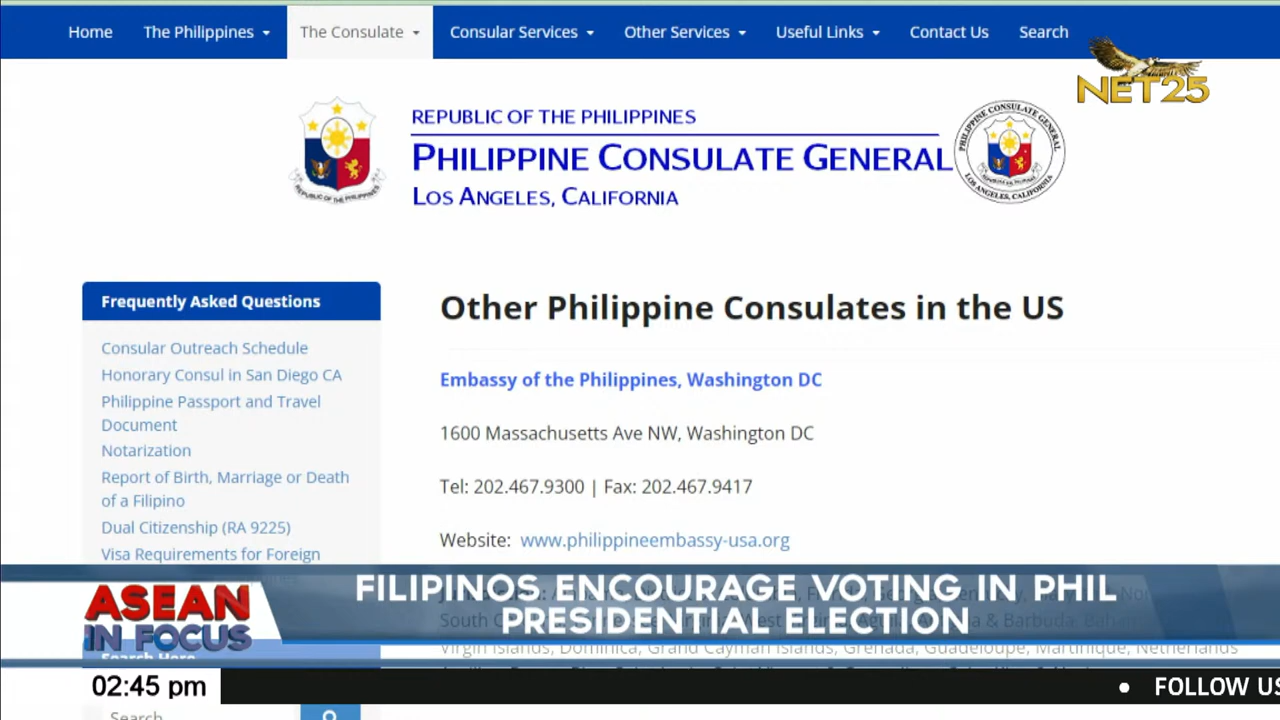 Home The Philippines The Consulate Consular Services Other Services Useful Links Contact Us Search
NET25
REPUBLIC OF THE PHILIPPINES
PHILIPPINE CONSULATE GENERAL
LOS ANGELES, CALIFORNIA
REPUBLIC OF THE PHILIPPINES
PHILIPPINE CONSULATE GENERAL
LOS ANGELES, CALIFORNIA
Frequently Asked Questions
Consular Outreach Schedule
Honorary Consul in San Diego CA
Philippine Passport and Travel
Document
Notarization
Report of Birth, Marriage or Death
of a Filipino
Dual Citizenship (RA 9225)
Visa Requirements for Foreign
Other Philippine Consulates in the US
Embassy of the Philippines, Washington DC
1600 Massachusetts Ave NW, Washington DC
Tel: 202.467.9300 | Fax: 202.467.9417
Website: www.philippineembassy-usa.org
ASEAN
IN FOCUS
FILIPINOS ENCOURAGE VOTING IN PHIL
PRESIDENTIAL ELECTION
South & Barbuda,
Virgin Islands, Dominica, Grand Cayman Islands, Grenada, Guadeloupe, Martinique, Netherlands
Search Here
02:45 pm
• FOLLOW US
Search